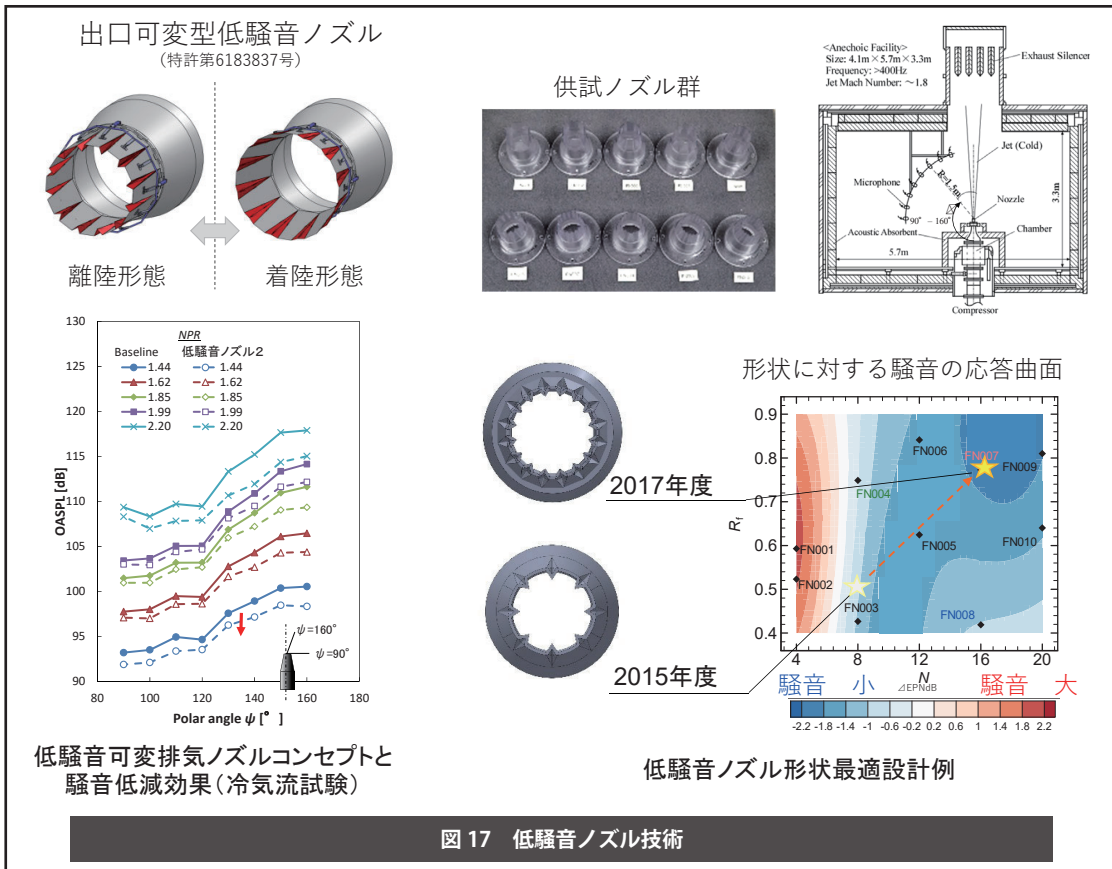 出口可変型低騒音ノズル
(特許第6183837号)
離陸形態
着陸形態
供試ノズル群
<Anechoic Facility>
Size: 4.1m×5.7m×3.3m
Frequency: >400Hz
Jet Mach Number: ～1.8
Exhaust Silencer
Jet (Cold)
R=1.5m
Microphone
Nozzle
90°－160°
3.3m
Acoustic Absorbent
Chamber
5.7m
Compressor
130
125
120
115
110
105
100
95
90
OASPL [dB]
NPR
Baseline 低騒音ノズル2
1.44 1.44
1.62 1.62
1.85 1.85
1.99 1.99
2.20 2.20
ψ=160°
ψ=90°
80 100 120 140 160 180
Polar angle ψ [°]
低騒音可変排気ノズルコンセプトと
騒音低減効果(冷気流試験)
2017年度
2015年度
形状に対する騒音の応答曲面
0.9
0.8
0.7
0.6
0.5
0.4
Rf
FN006
FN007
FN009
FN004
FN001
FN005
FN010
FN002
FN003
FN008
4 8 12 16 20
N
騒音 小 ⊿EPNdB 騒音 大
-2.2 -1.8 -1.4 -1 -0.6 -0.2 0.2 0.6 1 1.4 1.8 2.2
低騒音ノズル形状最適設計例
図 17 低騒音ノズル技術